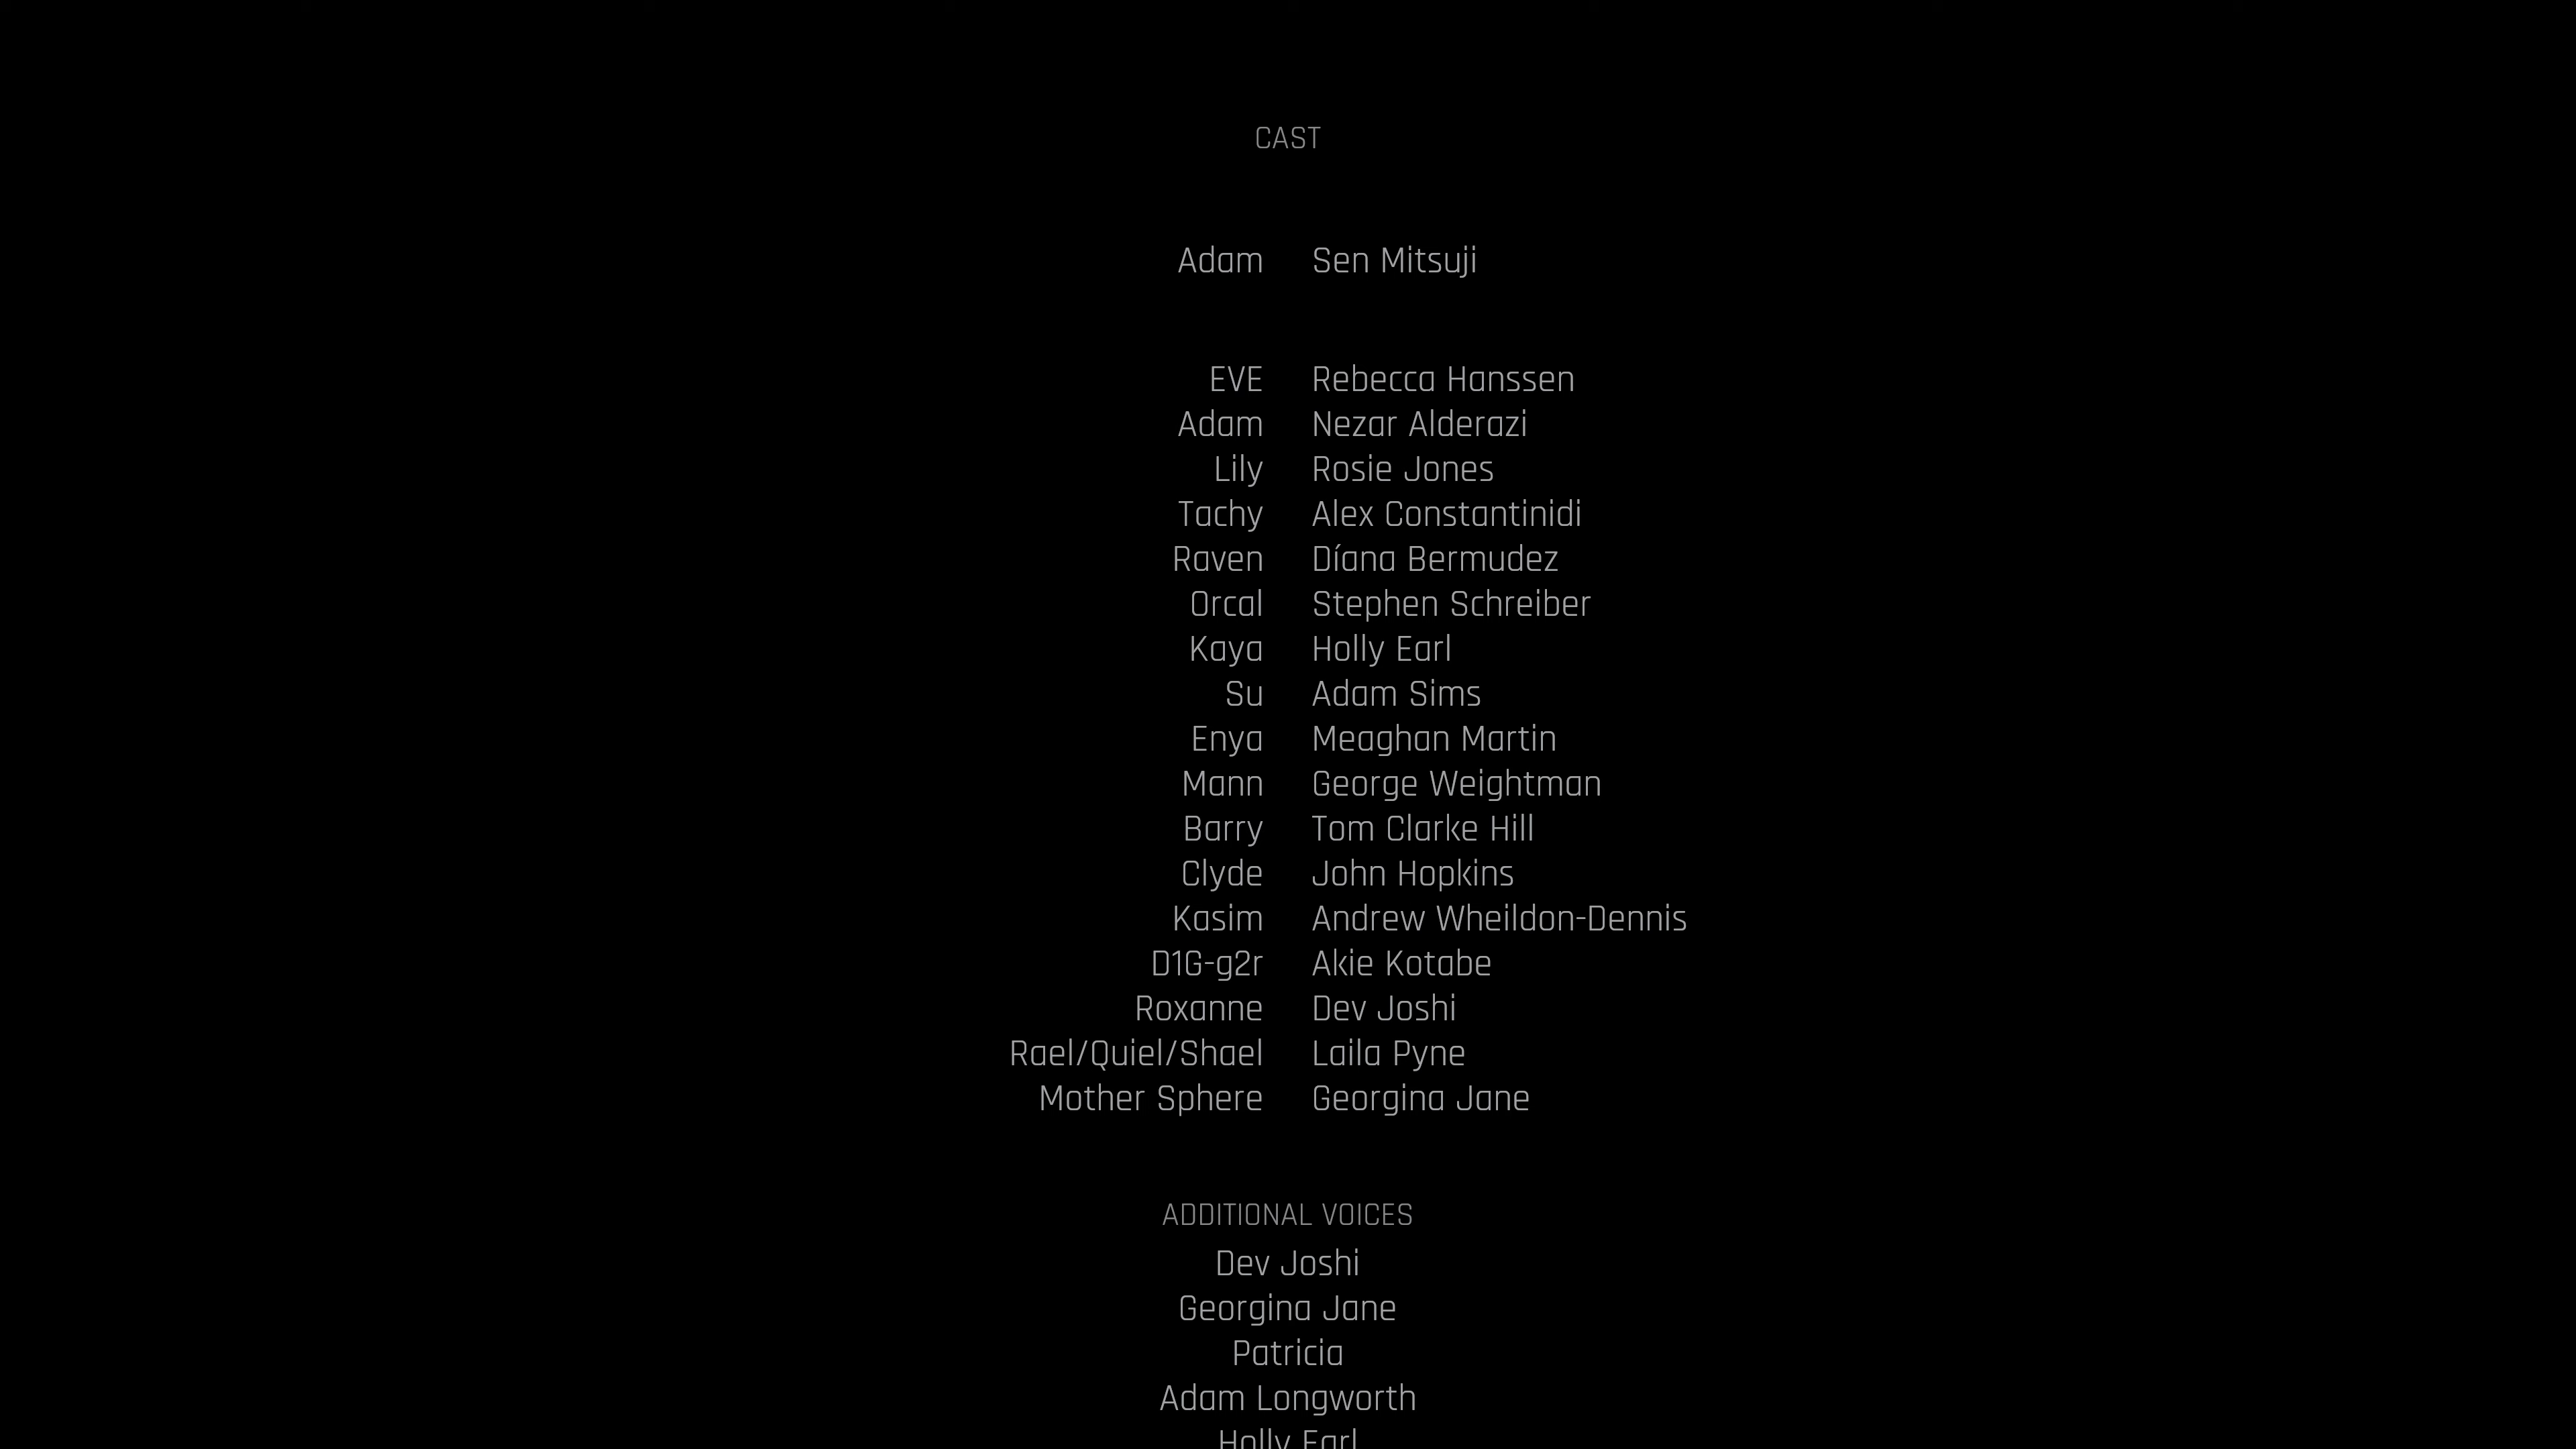 CAST
Adam Sen Mitsuji
EVE Rebecca Hanssen
Adam Nezar Alderazi
Lily Rosie Jones
Tachy Alex Constantinidi
Raven Díana Bermudez
Orcal Stephen Schreiber
Kaya Holly Earl
Su Adam Sims
Enya Meaghan Martin
Mann George Weightman
Barry Tom Clarke Hill
Clyde John Hopkins
Kasim Andrew Wheildon-Dennis
D1G-g2r Akie Kotabe
Roxanne Dev Joshi
Rael/Quiel/Shael Laila Pyne
Mother Sphere Georgina Jane
ADDITIONAL VOICES
Dev Joshi
Georgina Jane
Patricia
Adam Longworth
Holly Earl